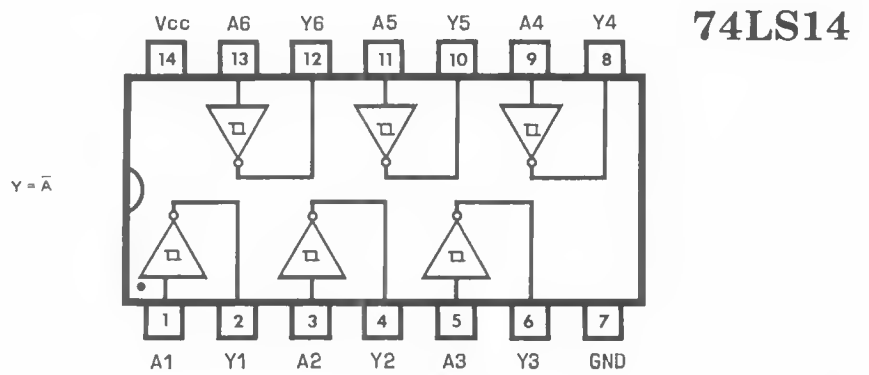 74LS14
Vcc A6 Y6 A5 Y5 A4 Y4
14 13 12 11 10 9 8
Y = A̅
1 2 3 4 5 6 7
A1 Y1 A2 Y2 A3 Y3 GND